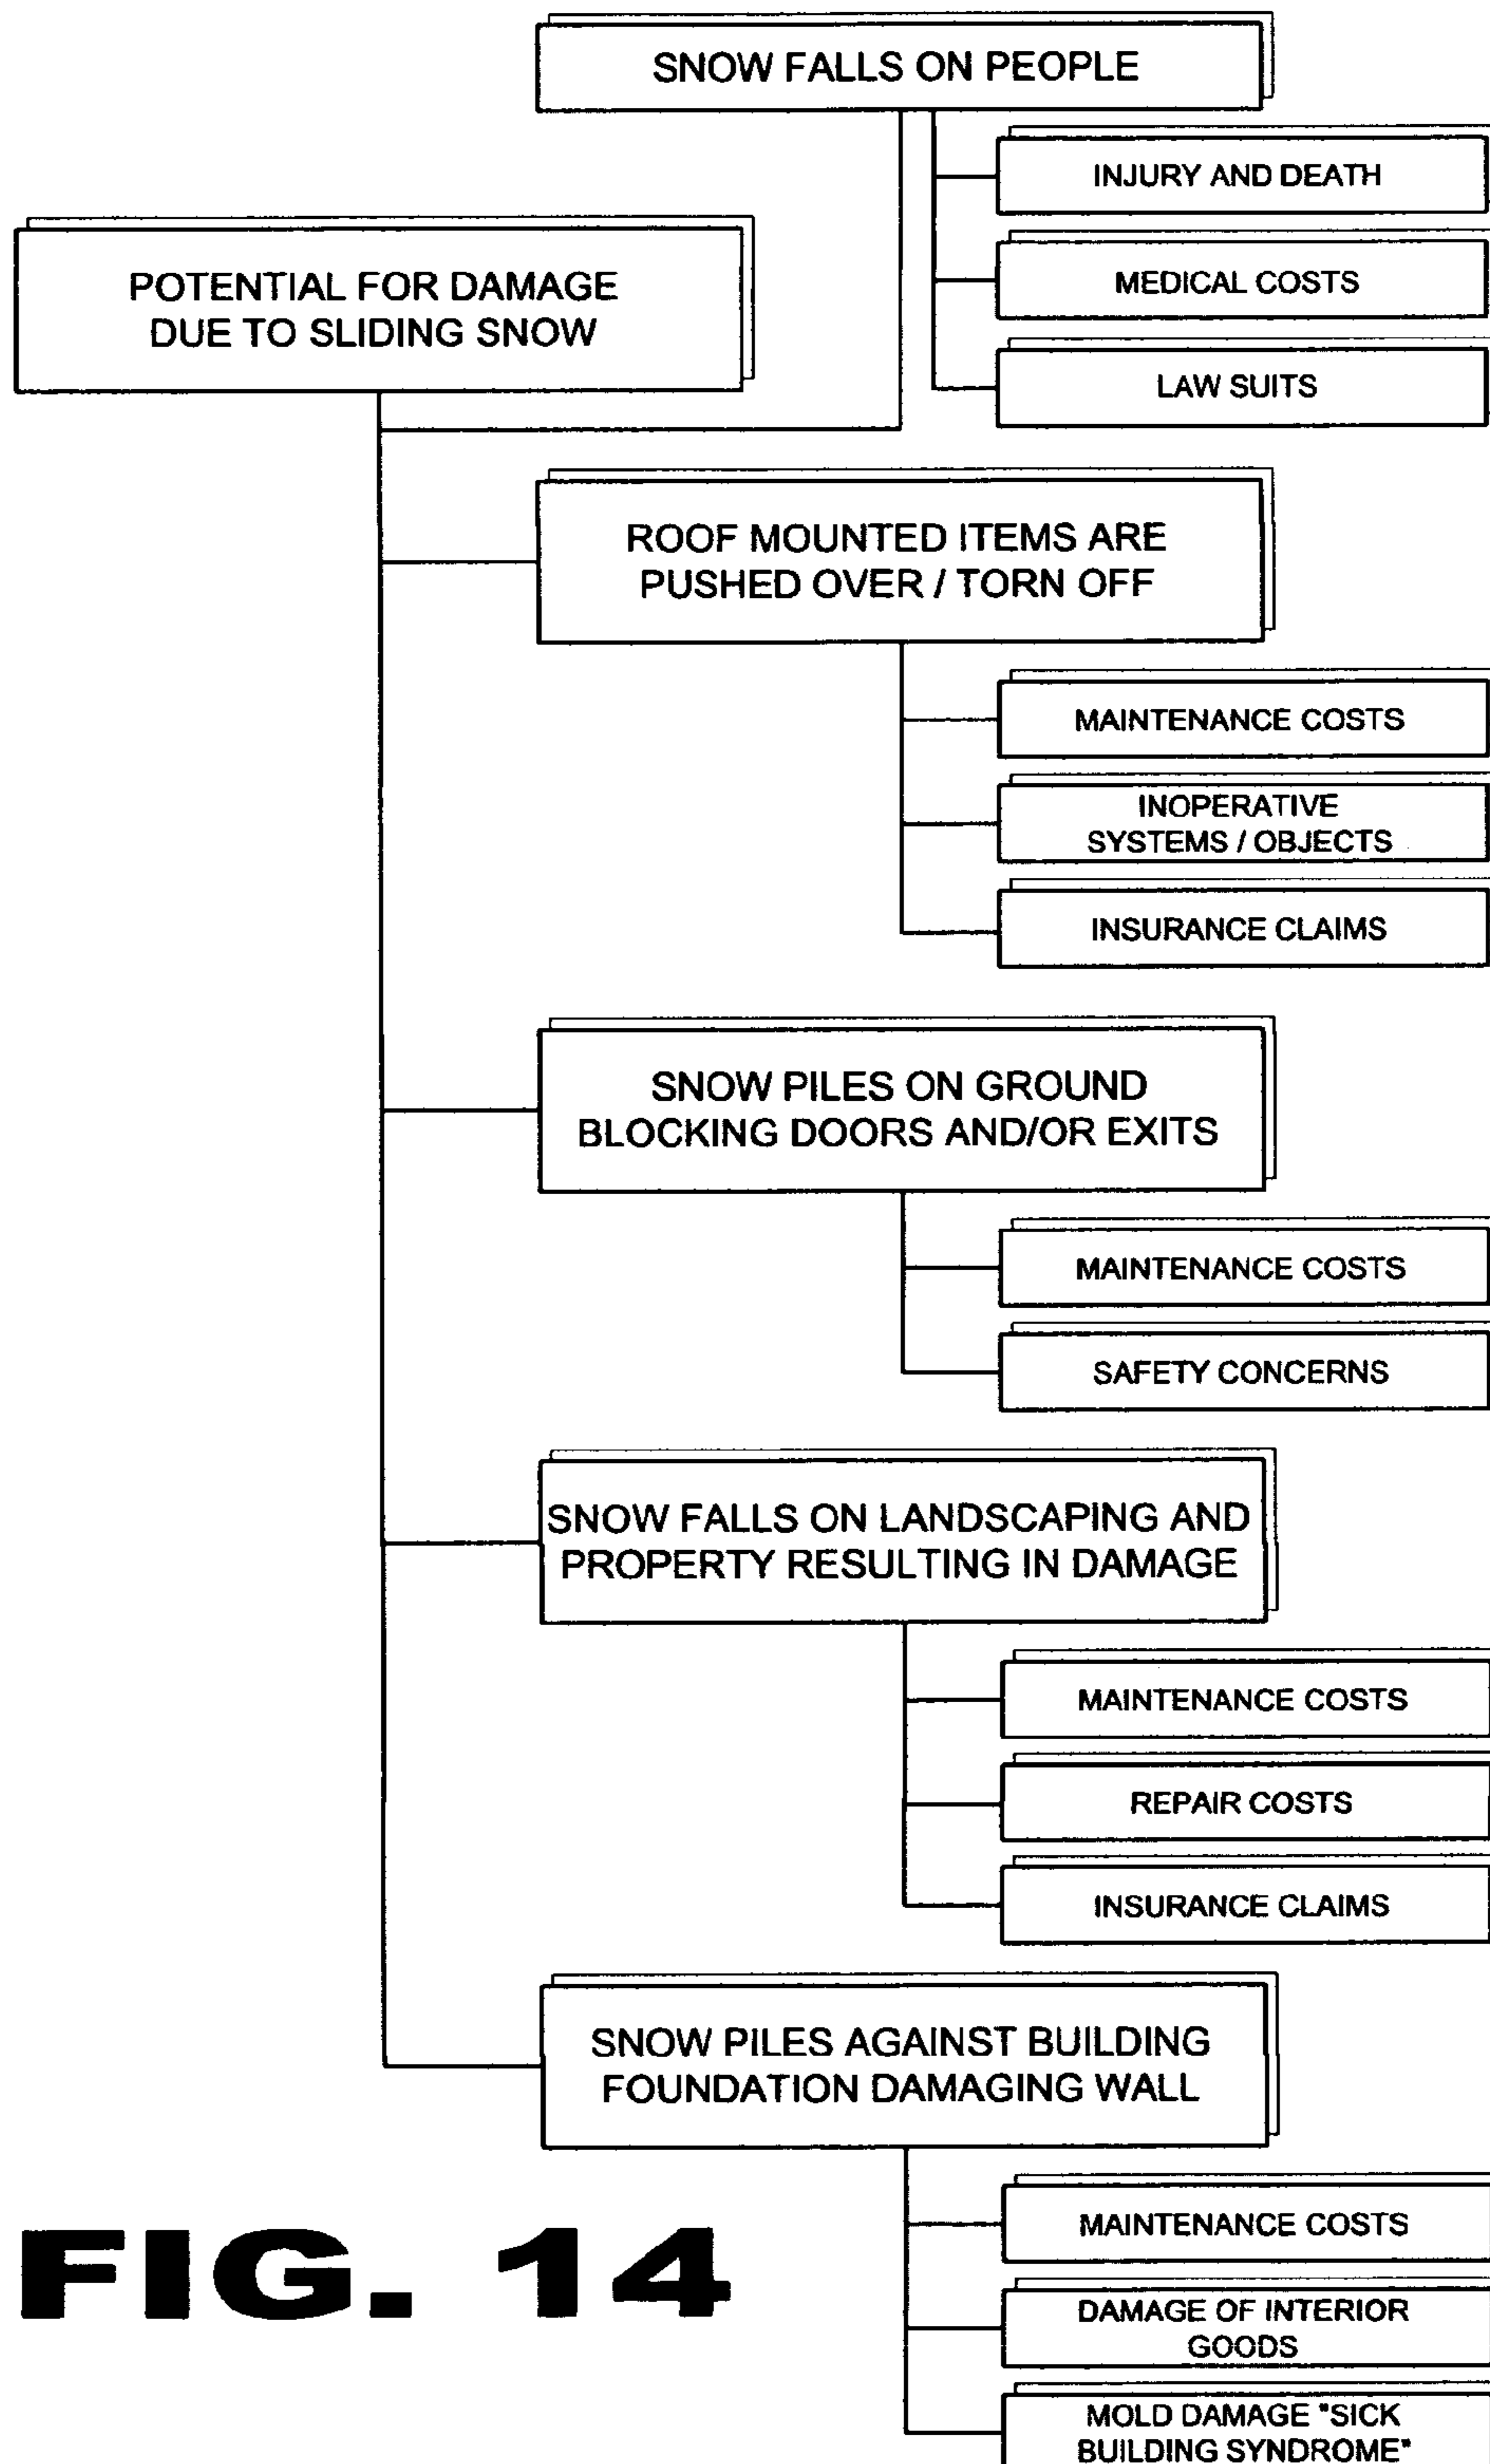 SNOW FALLS ON PEOPLE
INJURY AND DEATH
MEDICAL COSTS
LAW SUITS
POTENTIAL FOR DAMAGE
DUE TO SLIDING SNOW
ROOF MOUNTED ITEMS ARE
PUSHED OVER / TORN OFF
MAINTENANCE COSTS
INOPERATIVE
SYSTEMS / OBJECTS
INSURANCE CLAIMS
SNOW PILES ON GROUND
BLOCKING DOORS AND/OR EXITS
MAINTENANCE COSTS
SAFETY CONCERNS
SNOW FALLS ON LANDSCAPING AND
PROPERTY RESULTING IN DAMAGE
MAINTENANCE COSTS
REPAIR COSTS
INSURANCE CLAIMS
SNOW PILES AGAINST BUILDING
FOUNDATION DAMAGING WALL
MAINTENANCE COSTS
DAMAGE OF INTERIOR
GOODS
MOLD DAMAGE "SICK
BUILDING SYNDROME"
FIG. 14